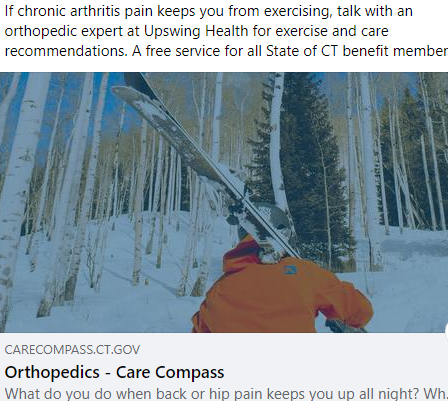 If chronic arthritis pain keeps you from exercising, talk with an
orthopedic expert at Upswing Health for exercise and care
recommendations. A free service for all State of CT benefit member
CARECOMPASS.CT.GOV
Orthopedics - Care Compass
What do you do when back or hip pain keeps you up all night? Wh